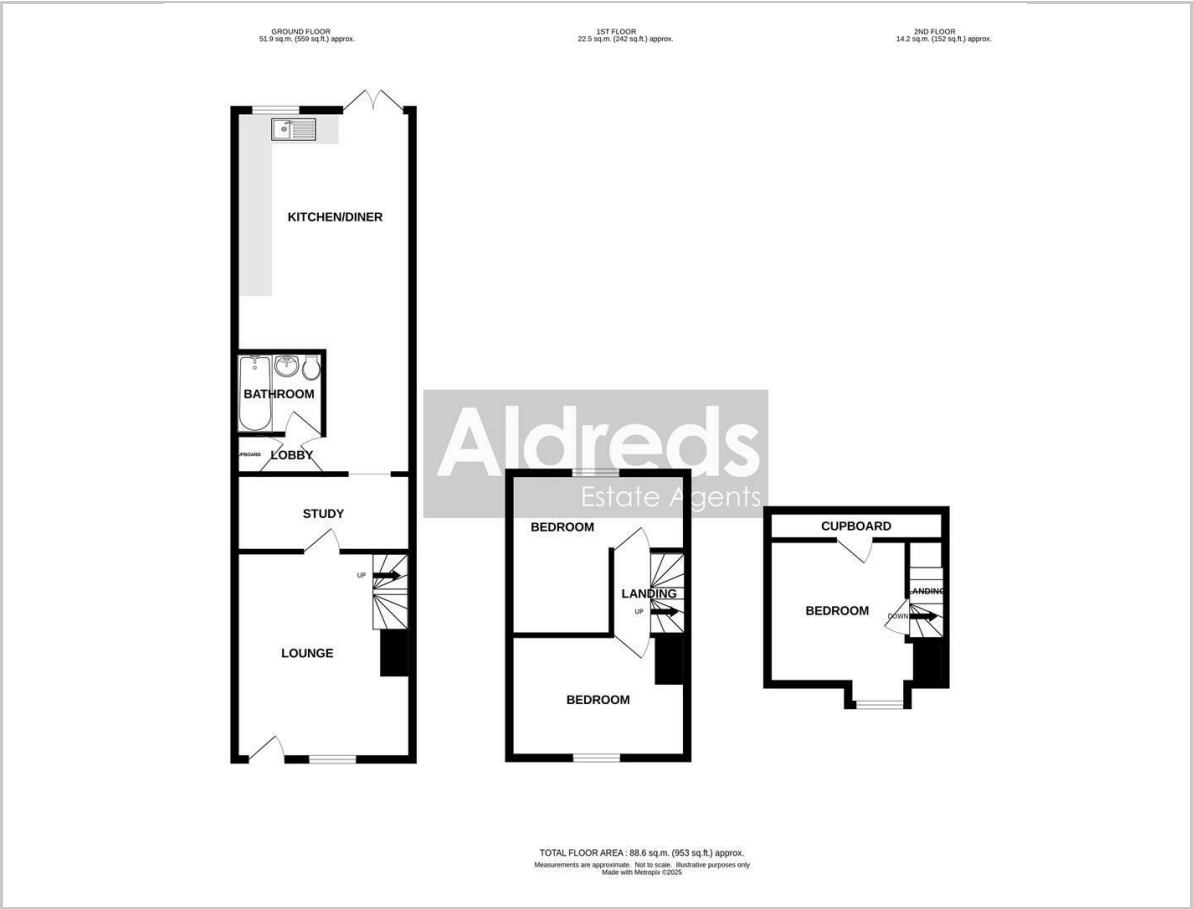 GROUND FLOOR
51.9 sq.m. (559 sq.ft.) approx.
1ST FLOOR
22.5 sq.m. (242 sq.ft.) approx.
2ND FLOOR
14.2 sq.m. (152 sq.ft.) approx.
KITCHEN/DINER
BATHROOM
UPBOARD
LOBBY
STUDY
UP
LOUNGE
Aldreds
Estate Agents
BEDROOM
LANDING
UP
BEDROOM
CUPBOARD
BEDROOM
LANDING
DOWN
TOTAL FLOOR AREA : 88.6 sq.m. (953 sq.ft.) approx.
Measurements are approximate. Not to scale. Illustrative purposes only
Made with Metropix ©2025